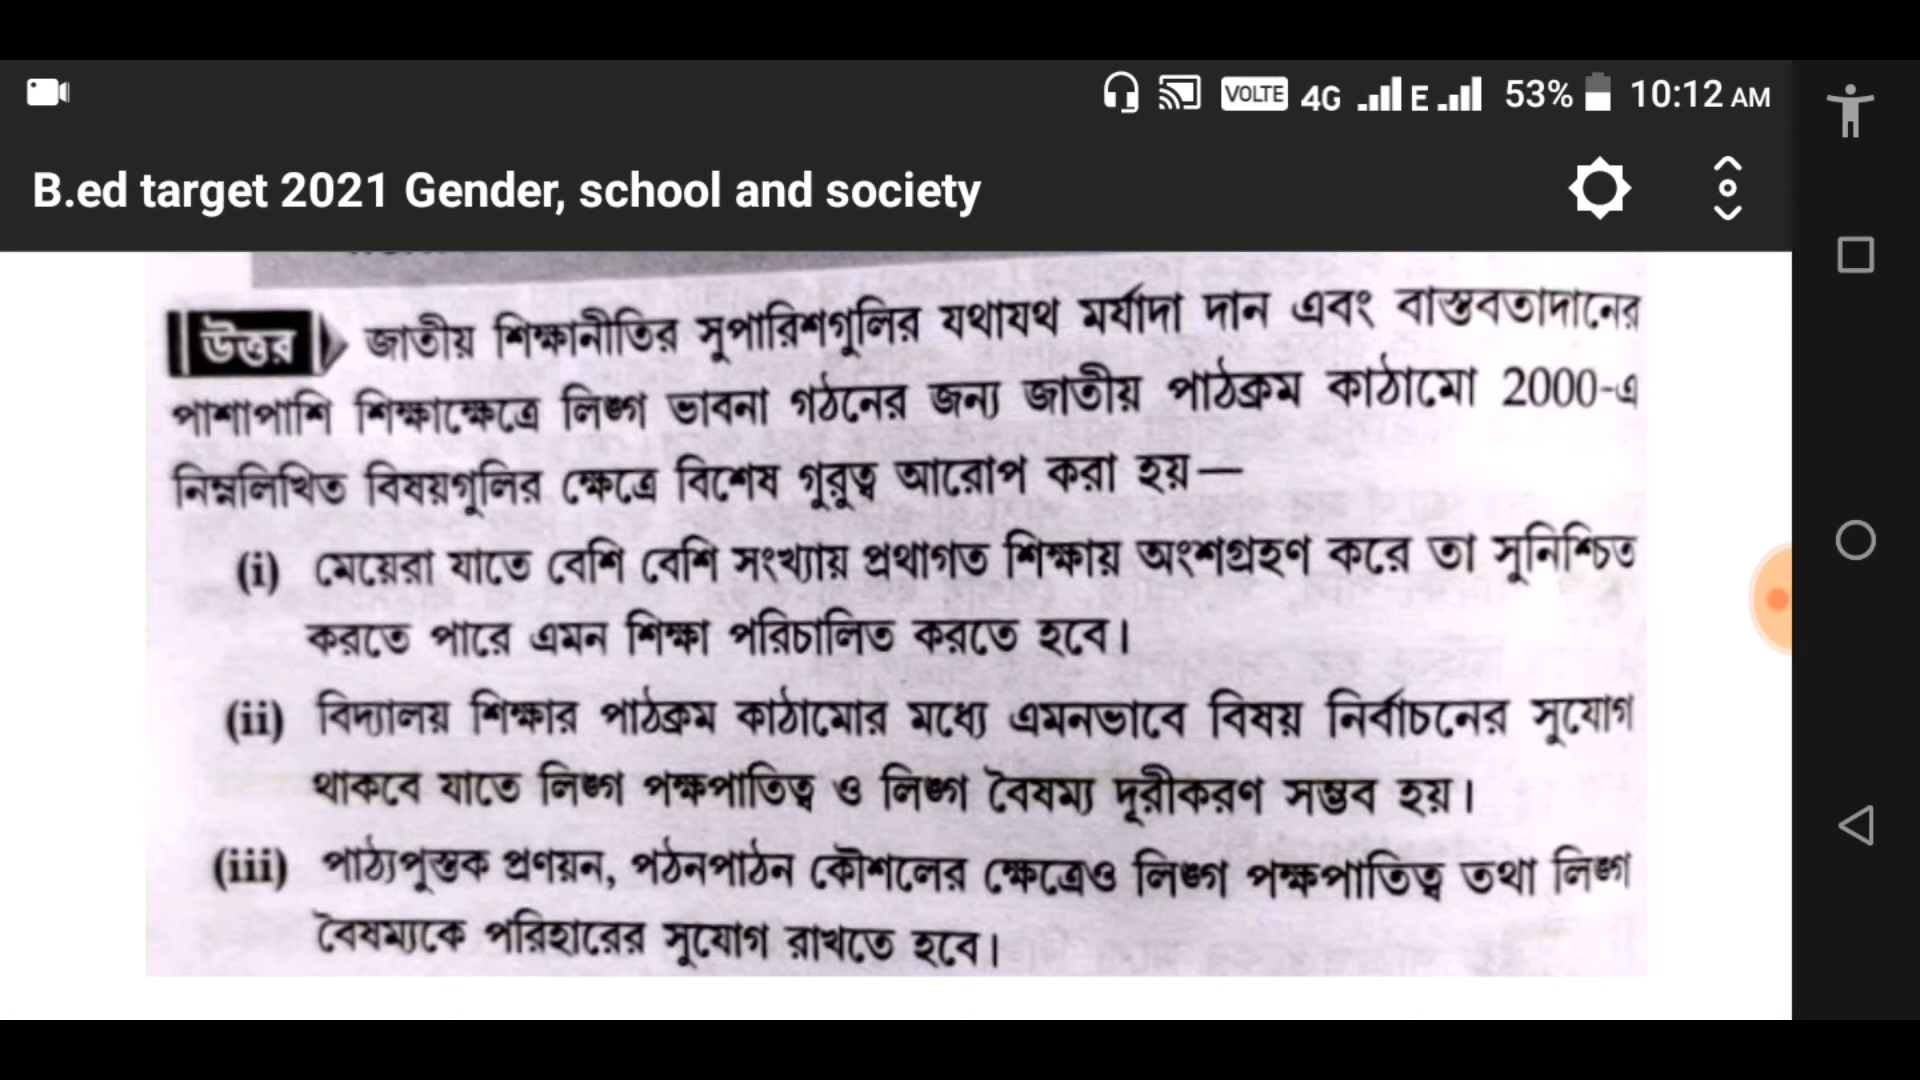 VOLTE 4G E 53% 10:12 AM
B.ed target 2021 Gender, school and society
উত্তর জাতীয় শিক্ষানীতির সুপারিশগুলির যথাযথ মর্যাদা দান এবং বাস্তবতাদানের
পাশাপাশি শিক্ষাক্ষেত্রে লিঙ্গ ভাবনা গঠনের জন্য জাতীয় পাঠক্রম কাঠামো 2000-এ
নিম্নলিখিত বিষয়গুলির ক্ষেত্রে বিশেষ গুরুত্ব আরোপ করা হয়—
(i) মেয়েরা যাতে বেশি বেশি সংখ্যায় প্রথাগত শিক্ষায় অংশগ্রহণ করে তা সুনিশ্চিত
করতে পারে এমন শিক্ষা পরিচালিত করতে হবে।
(ii) বিদ্যালয় শিক্ষার পাঠক্রম কাঠামোর মধ্যে এমনভাবে বিষয় নির্বাচনের সুযোগ
থাকবে যাতে লিঙ্গ পক্ষপাতিত্ব ও লিঙ্গ বৈষম্য দূরীকরণ সম্ভব হয়।
(iii) পাঠ্যপুস্তক প্রণয়ন, পঠনপাঠন কৌশলের ক্ষেত্রেও লিঙ্গ পক্ষপাতিত্ব তথা লিঙ্গ
বৈষম্যকে পরিহারের সুযোগ রাখতে হবে।